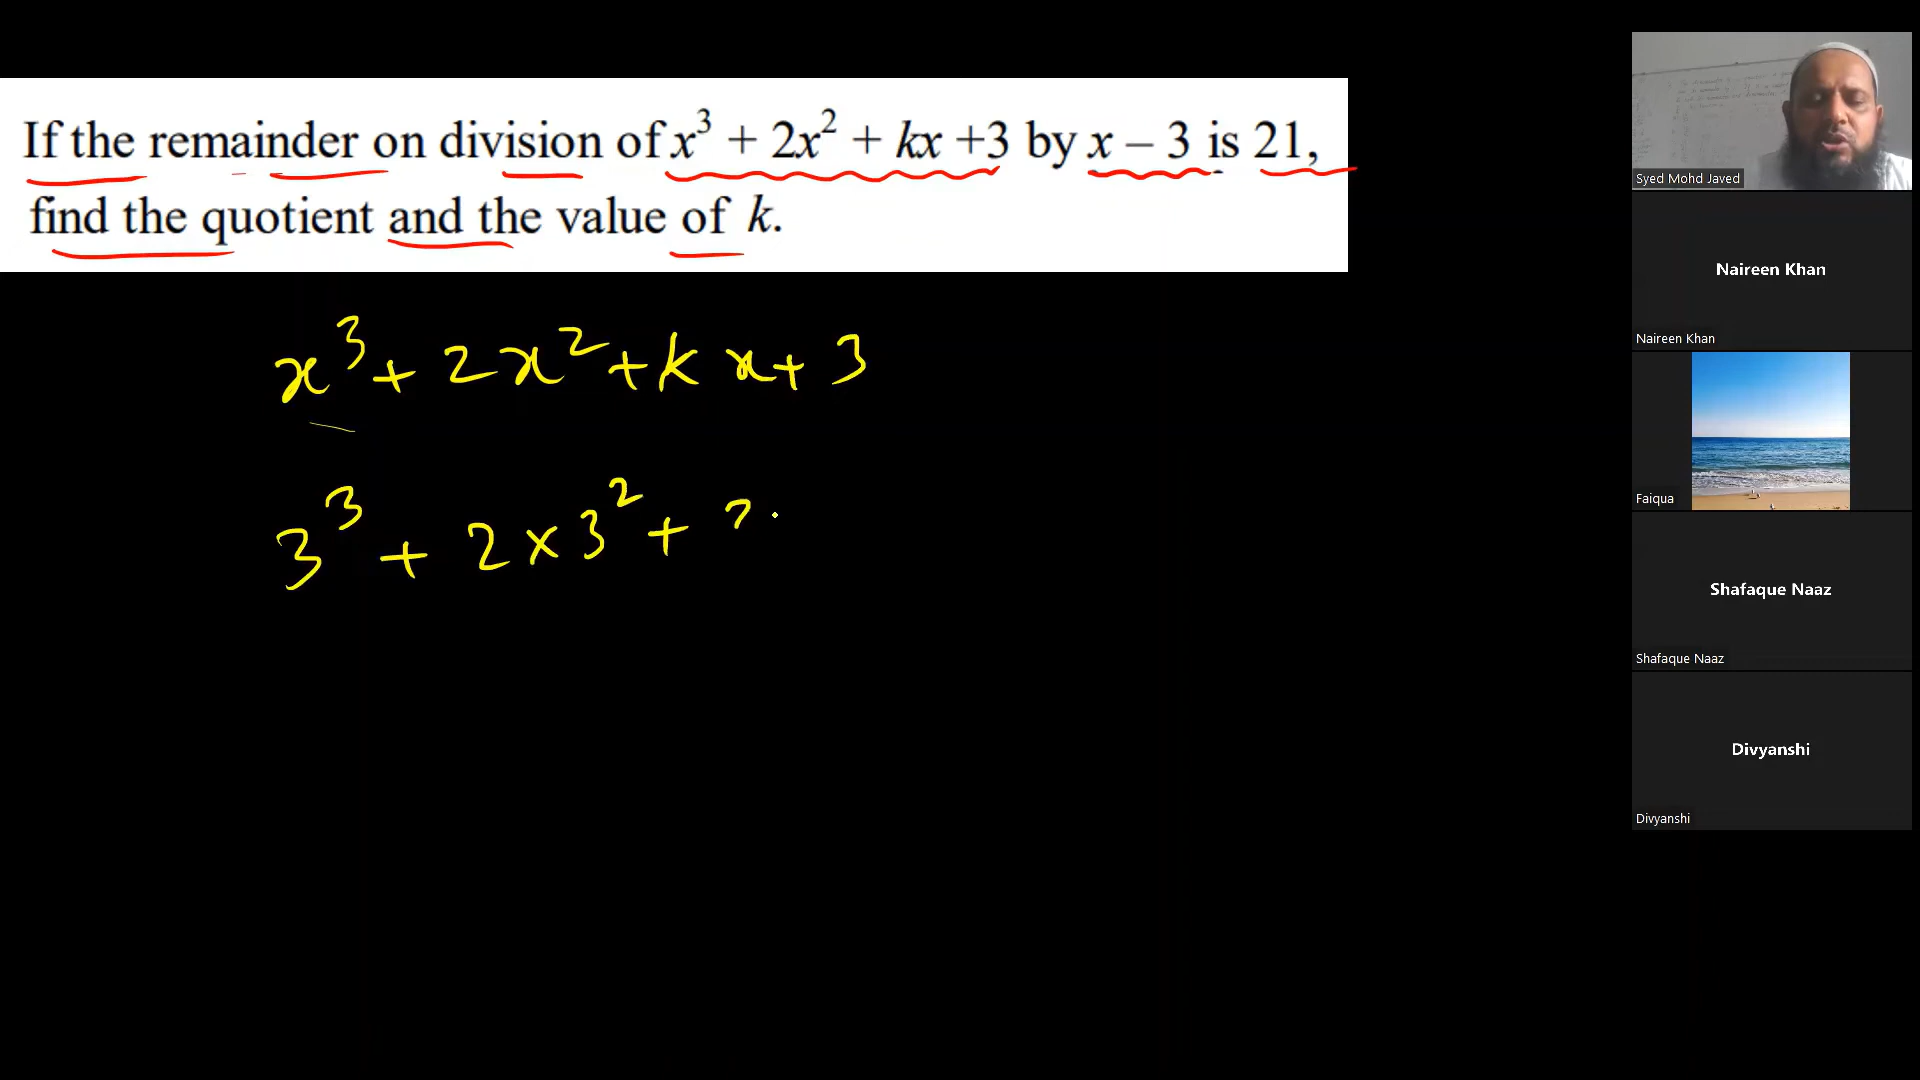 If the remainder on division of x³ + 2x² + kx +3 by x – 3 is 21,
find the quotient and the value of k.
x³ + 2x² + kx + 3
3³ + 2 × 3² + 3
Syed Mohd Javed
Naireen Khan
Naireen Khan
Faiqua
Shafaque Naaz
Shafaque Naaz
Divyanshi
Divyanshi